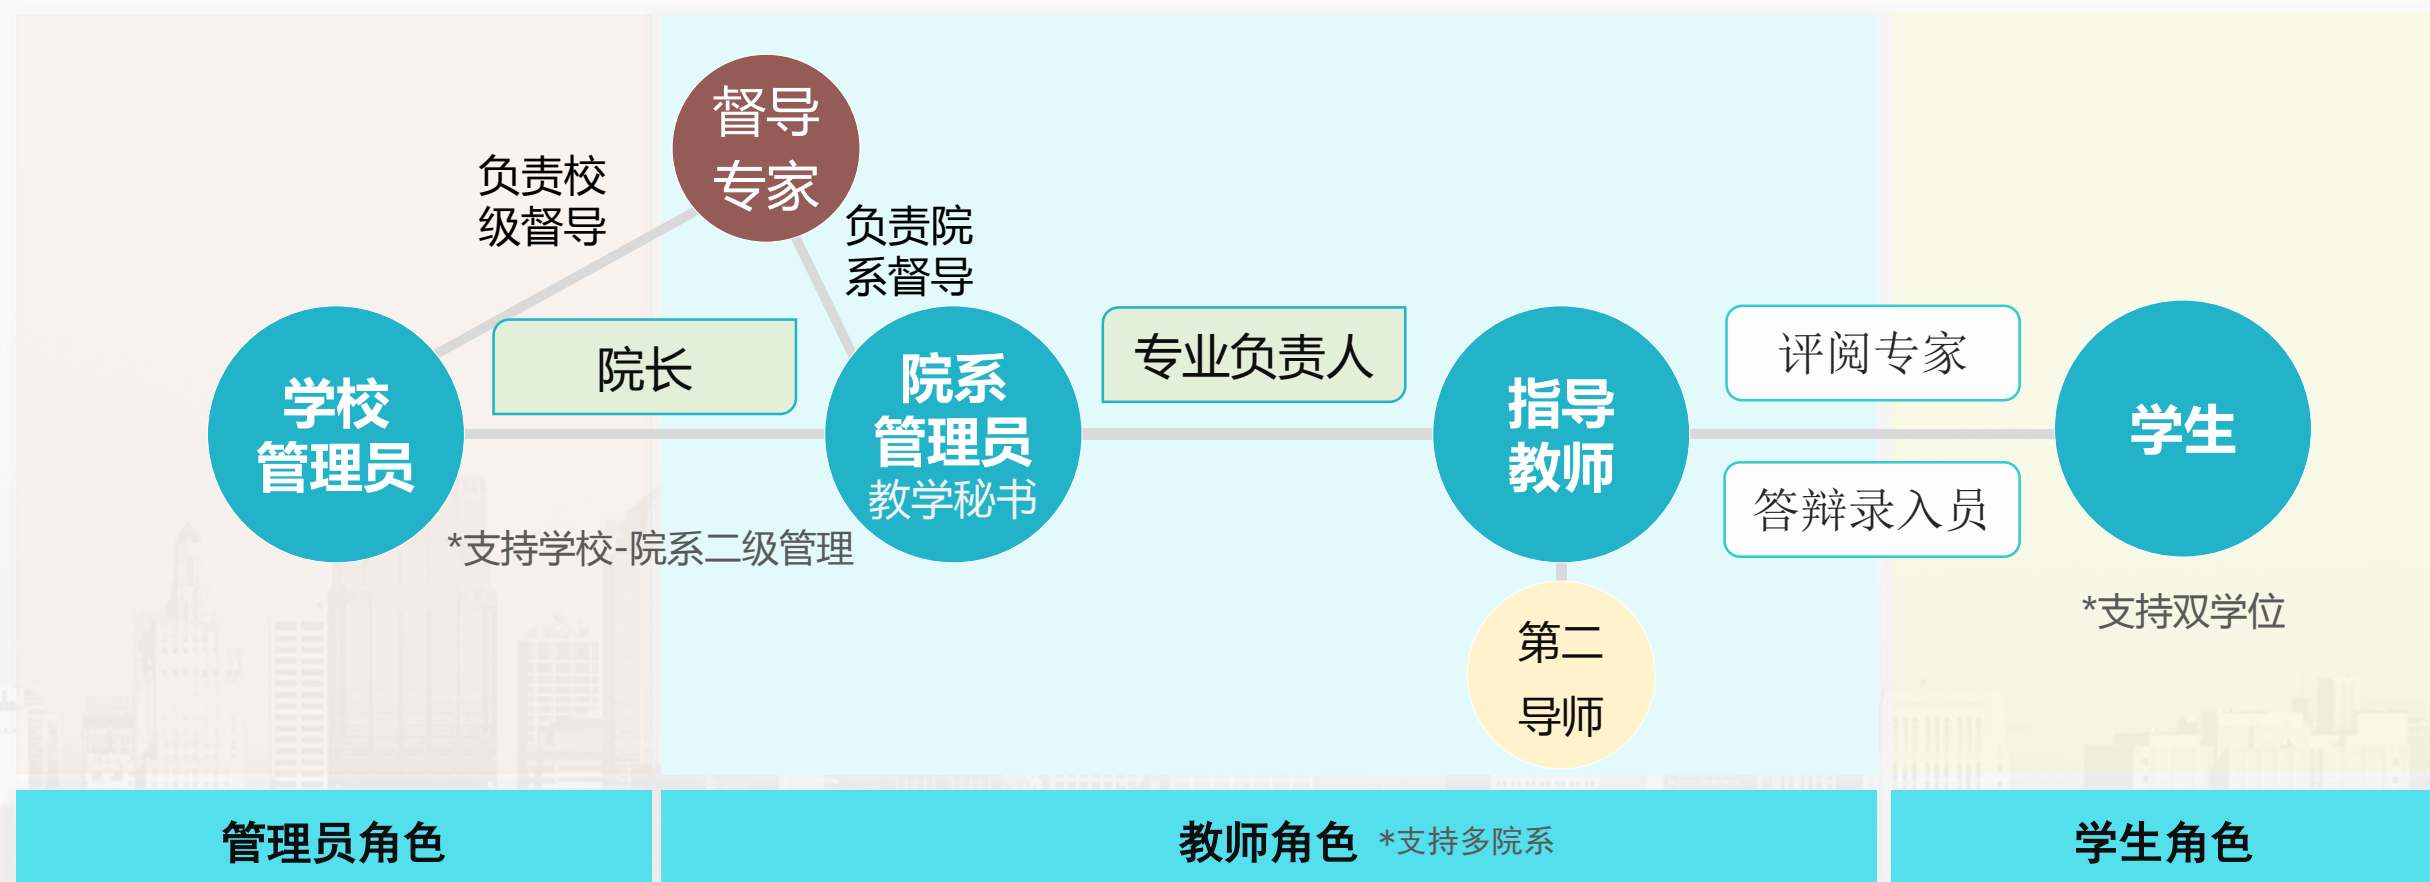 督导
专家
负责校
级督导
负责院
系督导
院长
专业负责人
评阅专家
学校
管理员
院系
管理员
教学秘书
指导
教师
学生
答辩录入员
*支持学校-院系二级管理
*支持双学位
第二
导师
管理员角色
教师角色 *支持多院系
学生角色